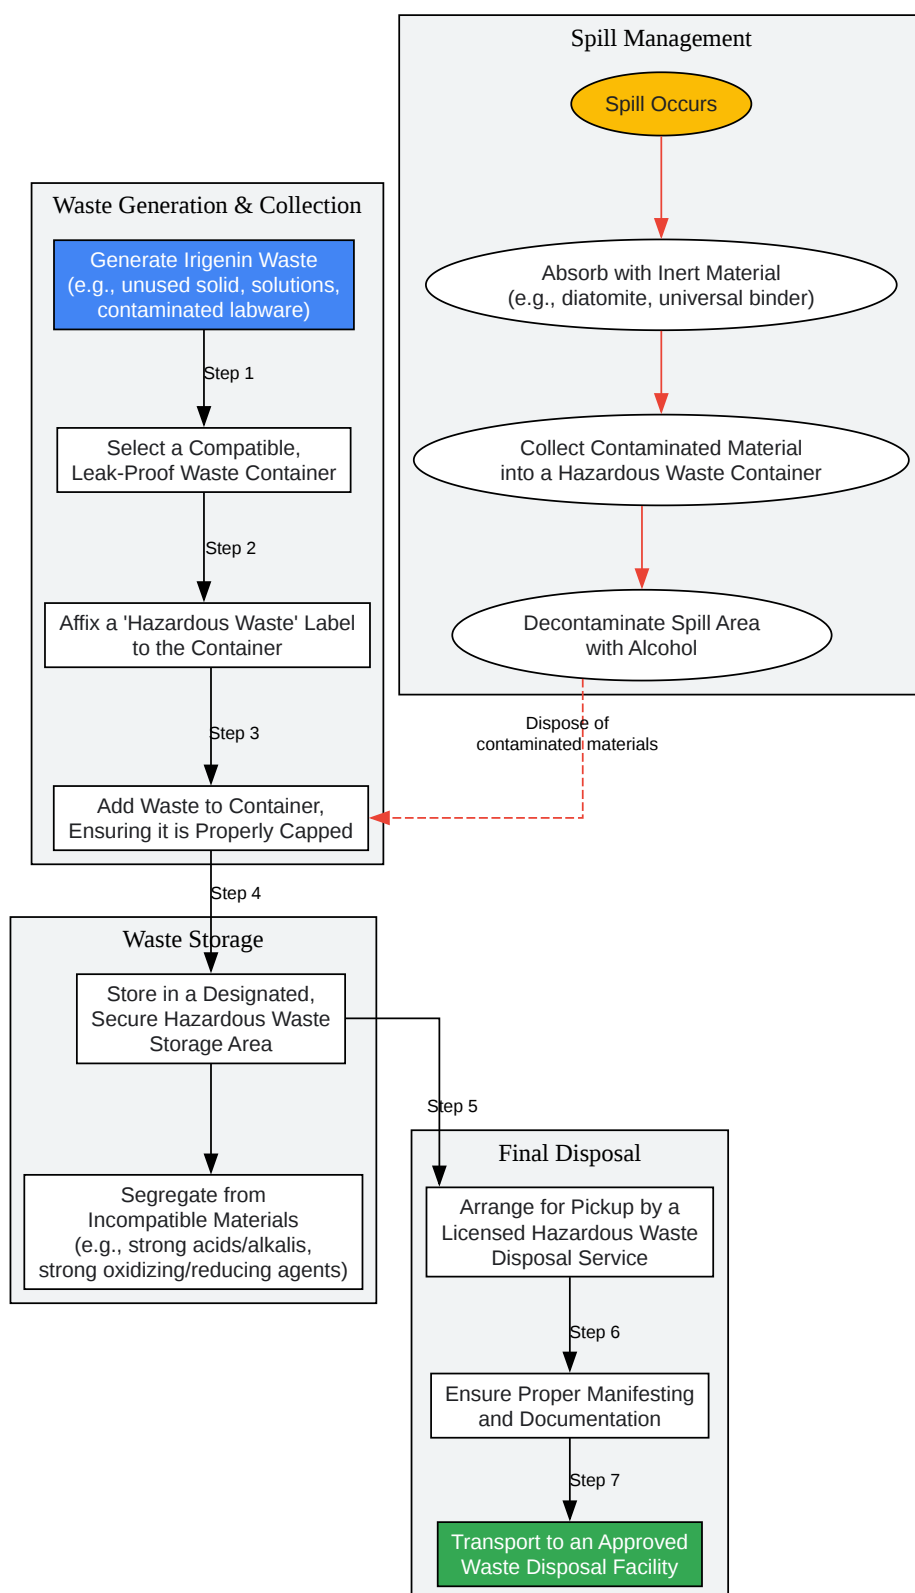 Spill Management
Spill Occurs
Absorb with Inert Material
(e.g., diatomite, universal binder)
Collect Contaminated Material
into a Hazardous Waste Container
Decontaminate Spill Area
with Alcohol
Dispose of
contaminated materials
Waste Generation & Collection
Generate Irigenin Waste
(e.g., unused solid, solutions,
contaminated labware)
Step 1
Select a Compatible,
Leak-Proof Waste Container
Step 2
Affix a 'Hazardous Waste' Label
to the Container
Step 3
Add Waste to Container,
Ensuring it is Properly Capped
Step 4
Waste Storage
Store in a Designated,
Secure Hazardous Waste
Storage Area
Segregate from
Incompatible Materials
(e.g., strong acids/alkalis,
strong oxidizing/reducing agents)
Step 5
Final Disposal
Arrange for Pickup by a
Licensed Hazardous Waste
Disposal Service
Step 6
Ensure Proper Manifesting
and Documentation
Step 7
Transport to an Approved
Waste Disposal Facility